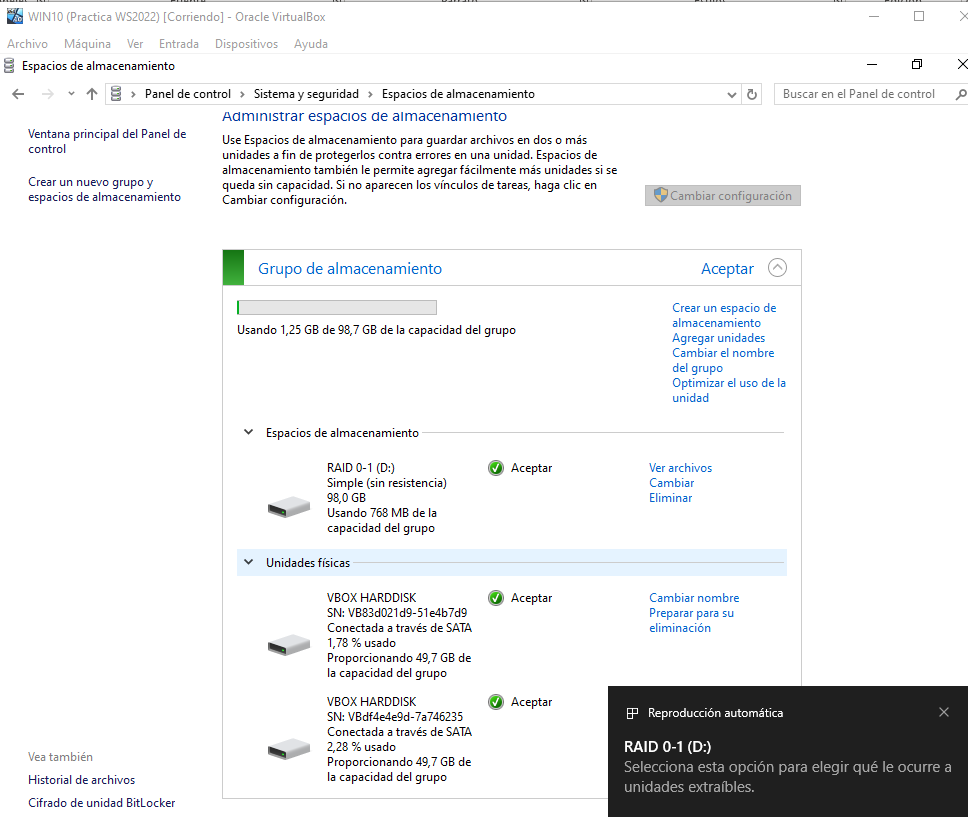 WIN10 (Practica WS2022) [Corriendo] - Oracle VirtualBox
Archivo Máquina Ver Entrada Dispositivos Ayuda
Espacios de almacenamiento
Panel de control > Sistema y seguridad > Espacios de almacenamiento
Buscar en el Panel de control
Ventana principal del Panel de
control
Crear un nuevo grupo y
espacios de almacenamiento
Administrar espacios de almacenamiento
Use Espacios de almacenamiento para guardar archivos en dos o más
unidades a fin de protegerlos contra errores en una unidad. Espacios de
almacenamiento también le permite agregar fácilmente más unidades si se
queda sin capacidad. Si no aparecen los vínculos de tareas, haga clic en
Cambiar configuración.
Cambiar configuración
Grupo de almacenamiento
Aceptar
Usando 1,25 GB de 98,7 GB de la capacidad del grupo
Crear un espacio de
almacenamiento
Agregar unidades
Cambiar el nombre
del grupo
Optimizar el uso de la
unidad
Espacios de almacenamiento
RAID 0-1 (D:)
Simple (sin resistencia)
98,0 GB
Usando 768 MB de la
capacidad del grupo
Aceptar
Ver archivos
Cambiar
Eliminar
Unidades físicas
VBOX HARDDISK
SN: VB83d021d9-51e4b7d9
Conectada a través de SATA
1,78 % usado
Proporcionando 49,7 GB de
la capacidad del grupo
Aceptar
Cambiar nombre
Preparar para su
eliminación
VBOX HARDDISK
SN: VBdf4e4e9d-7a746235
Conectada a través de SATA
2,28 % usado
Proporcionando 49,7 GB de
la capacidad del grupo
Aceptar
Vea también
Historial de archivos
Cifrado de unidad BitLocker
Reproducción automática
RAID 0-1 (D:)
Selecciona esta opción para elegir qué le ocurre a
unidades extraíbles.